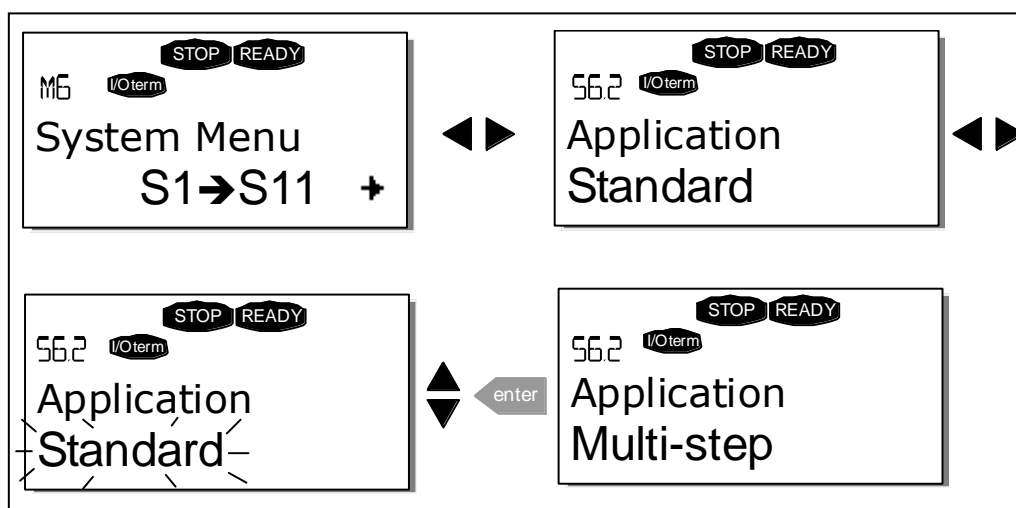 STOP READY
M6 I/Oterm
System Menu
S1➔S11
STOP READY
S6.2 I/Oterm
Application
Standard
STOP READY
S6.2 I/Oterm
Application
Standard
enter
STOP READY
S6.2 I/Oterm
Application
Multi-step